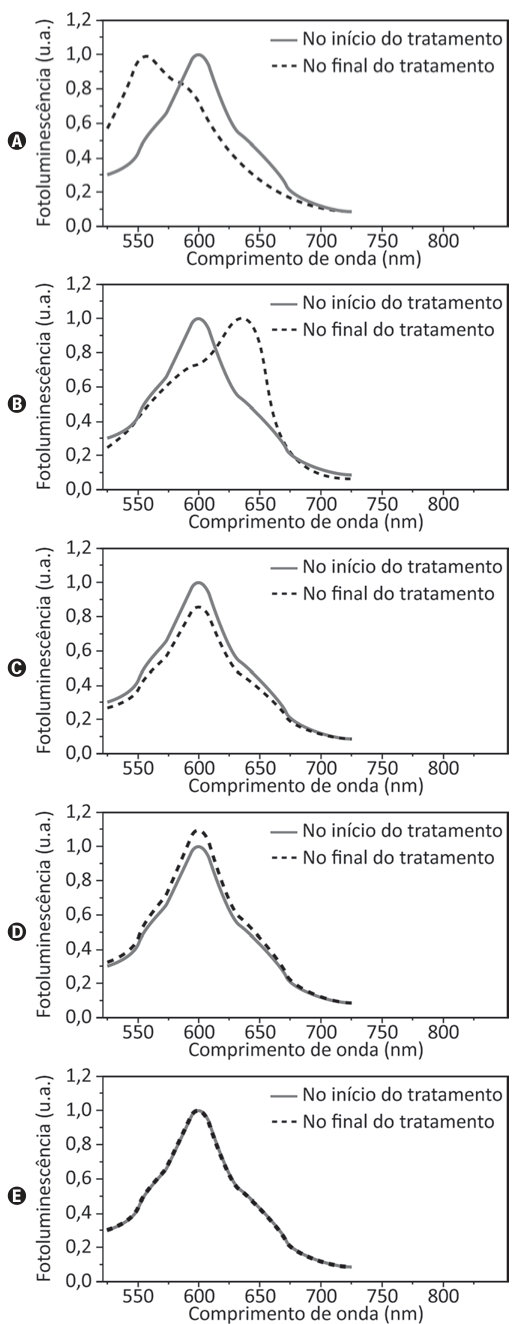 A
Fotoluminescência (u.a.)
1,2
1,0
0,8
0,6
0,4
0,2
0,0
No início do tratamento
No final do tratamento
550 600 650 700 750 800
Comprimento de onda (nm)
B
Fotoluminescência (u.a.)
1,2
1,0
0,8
0,6
0,4
0,2
0,0
No início do tratamento
No final do tratamento
550 600 650 700 750 800
Comprimento de onda (nm)
C
Fotoluminescência (u.a.)
1,2
1,0
0,8
0,6
0,4
0,2
0,0
No início do tratamento
No final do tratamento
550 600 650 700 750 800
Comprimento de onda (nm)
D
Fotoluminescência (u.a.)
1,2
1,0
0,8
0,6
0,4
0,2
0,0
No início do tratamento
No final do tratamento
550 600 650 700 750 800
Comprimento de onda (nm)
E
Fotoluminescência (u.a.)
1,2
1,0
0,8
0,6
0,4
0,2
0,0
No início do tratamento
No final do tratamento
550 600 650 700 750 800
Comprimento de onda (nm)